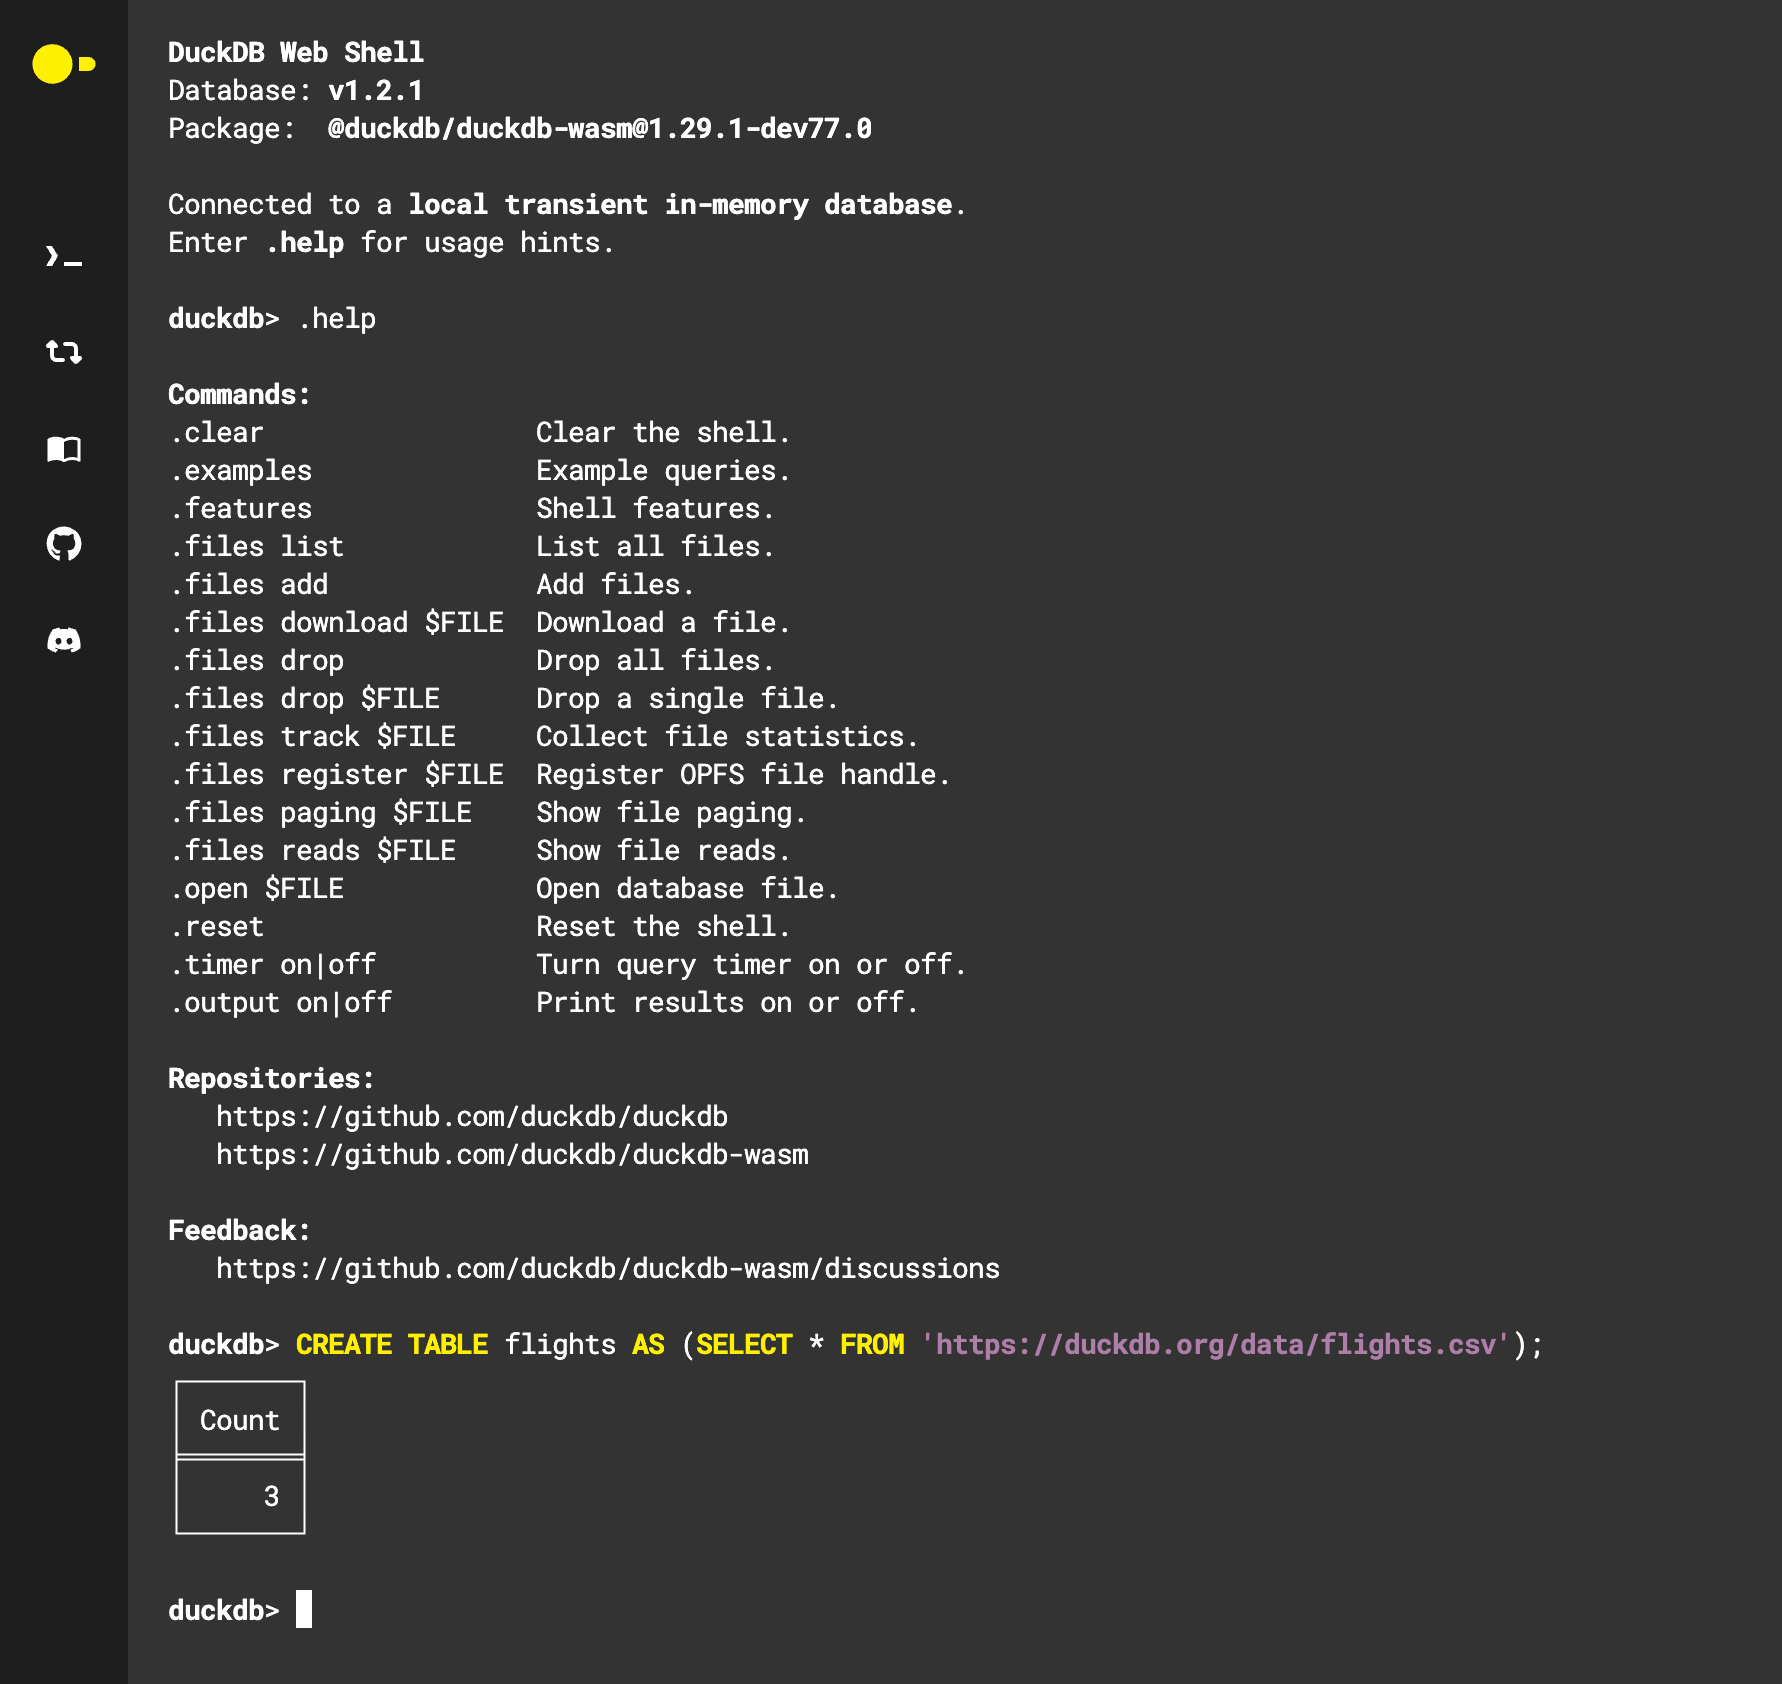 DuckDB Web Shell
Database: v1.2.1
Package:  @duckdb/duckdb-wasm@1.29.1-dev77.0
Connected to a local transient in-memory database.
Enter .help for usage hints.
duckdb> .help
Commands:
.clear                 Clear the shell.
.examples              Example queries.
.features              Shell features.
.files list            List all files.
.files add             Add files.
.files download $FILE  Download a file.
.files drop            Drop all files.
.files drop $FILE      Drop a single file.
.files track $FILE     Collect file statistics.
.files register $FILE  Register OPFS file handle.
.files paging $FILE    Show file paging.
.files reads $FILE     Show file reads.
.open $FILE            Open database file.
.reset                 Reset the shell.
.timer on|off          Turn query timer on or off.
.output on|off         Print results on or off.
Repositories:
   https://github.com/duckdb/duckdb
   https://github.com/duckdb/duckdb-wasm
Feedback:
   https://github.com/duckdb/duckdb-wasm/discussions
duckdb> CREATE TABLE flights AS (SELECT * FROM 'https://duckdb.org/data/flights.csv');
Count
3
duckdb>